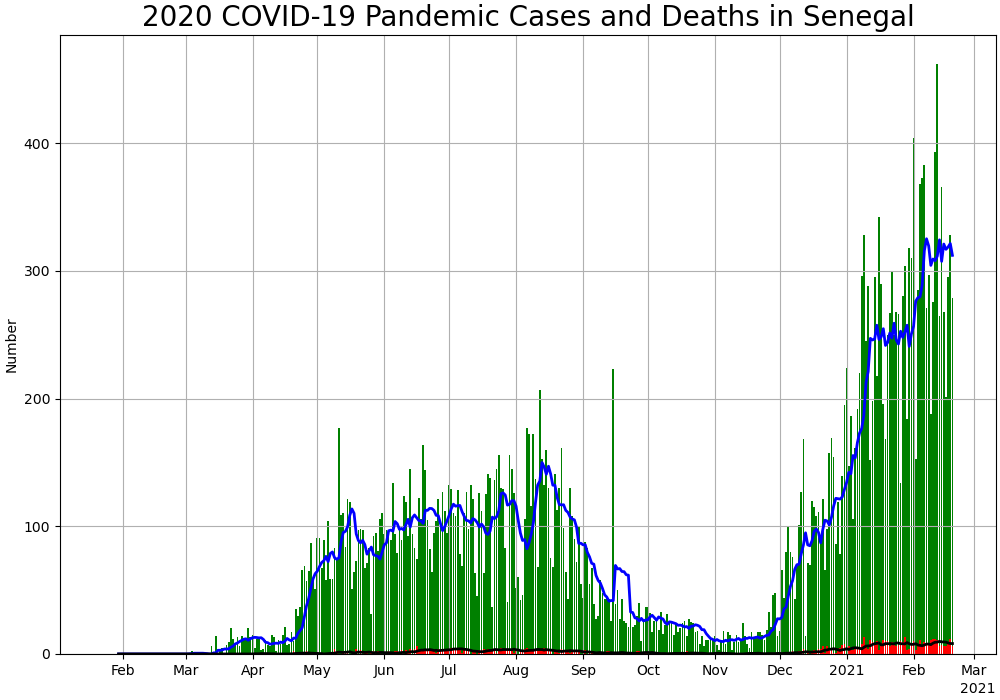 2020 COVID-19 Pandemic Cases and Deaths in Senegal
Number
400
300
200
100
0
Feb Mar Apr May Jun Jul Aug Sep Oct Nov Dec 2021 Feb Mar
2021